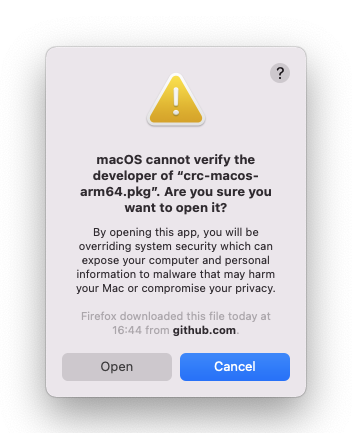 ?
macOS cannot verify the
developer of “crc-macos-
arm64.pkg”. Are you sure you
want to open it?
By opening this app, you will be
overriding system security which can
expose your computer and personal
information to malware that may harm
your Mac or compromise your privacy.
Firefox downloaded this file today at
16:44 from github.com.
Open Cancel